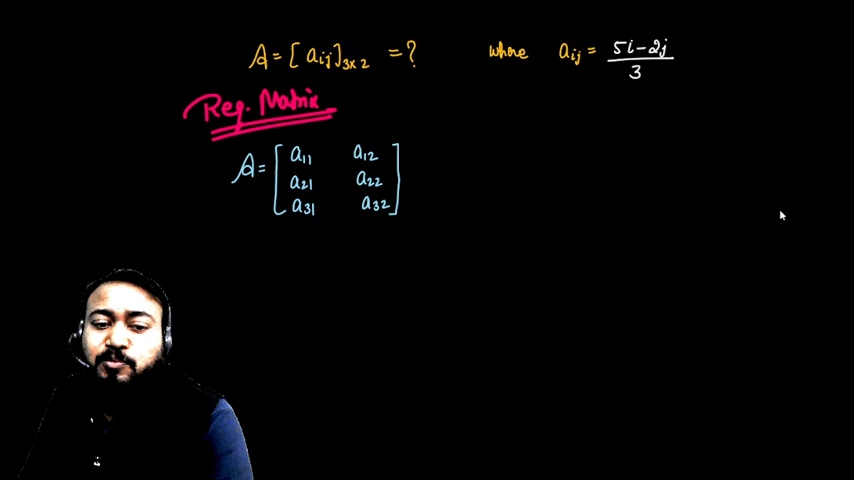 A = [aij]3x2 = ? where aij = 5i-2j/3
Req. Matrix
A = [a11 a12
a21 a22
a31 a32]